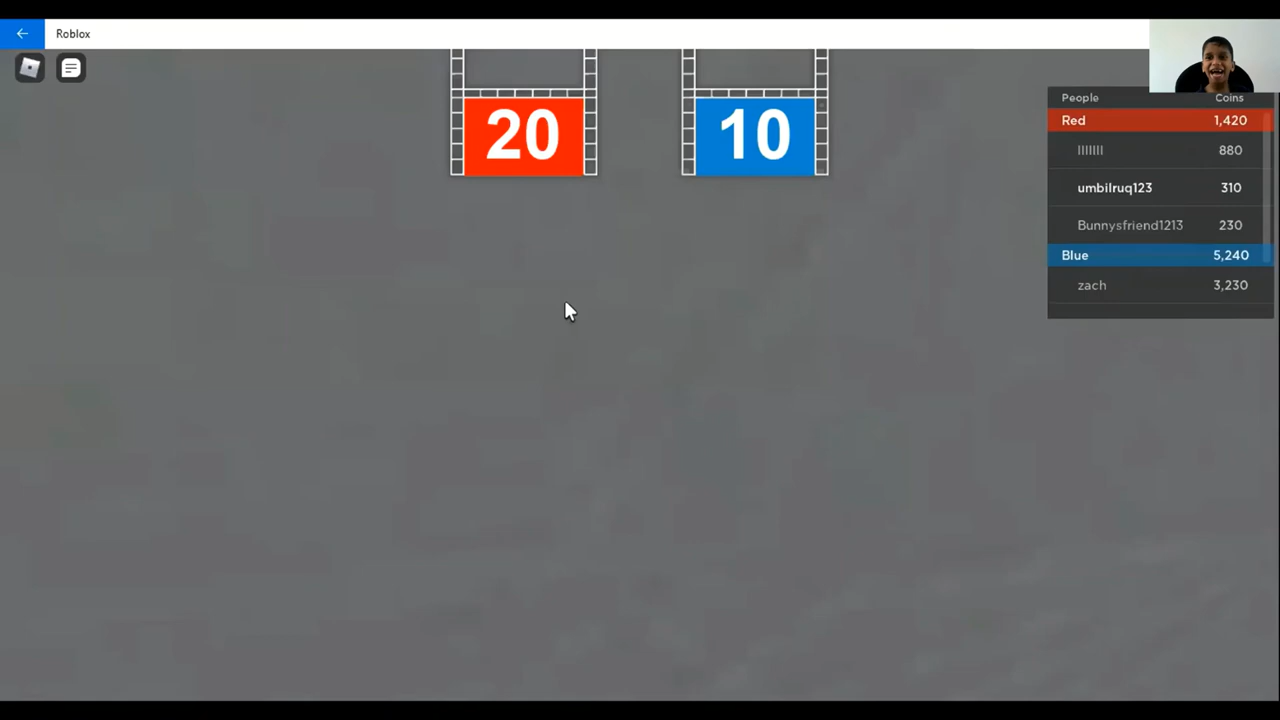 Roblox
20 10
People Coins
Red 1,420
lllllll 880
umbilruq123 310
Bunnysfriend1213 230
Blue 5,240
zach 3,230